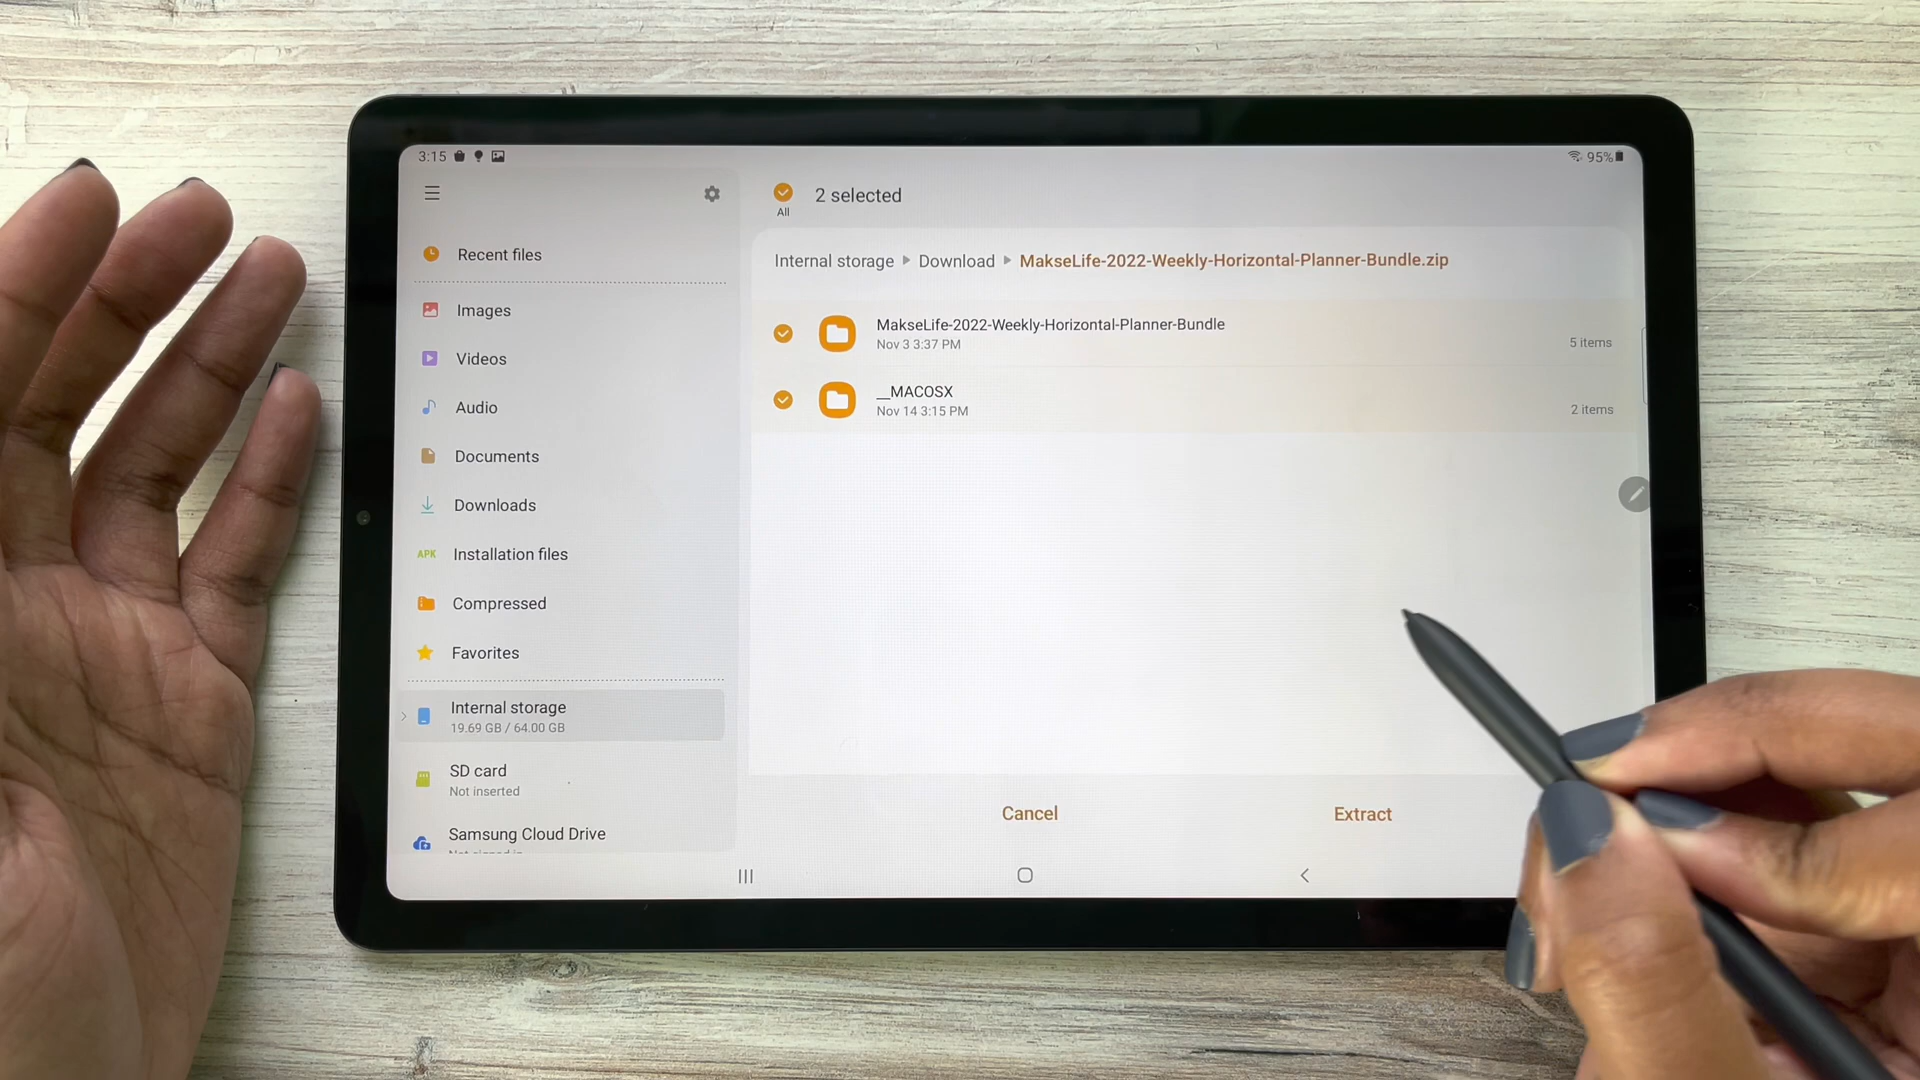 3:15
95%
2 selected
All
Recent files
Images
Videos
Audio
Documents
Downloads
APK Installation files
Compressed
Favorites
Internal storage
19.69 GB / 64.00 GB
SD card
Not inserted
Samsung Cloud Drive
Internal storage Download MakseLife-2022-Weekly-Horizontal-Planner-Bundle.zip
MakseLife-2022-Weekly-Horizontal-Planner-Bundle
Nov 3 3:37 PM
5 items
__MACOSX
Nov 14 3:15 PM
2 items
Cancel
Extract